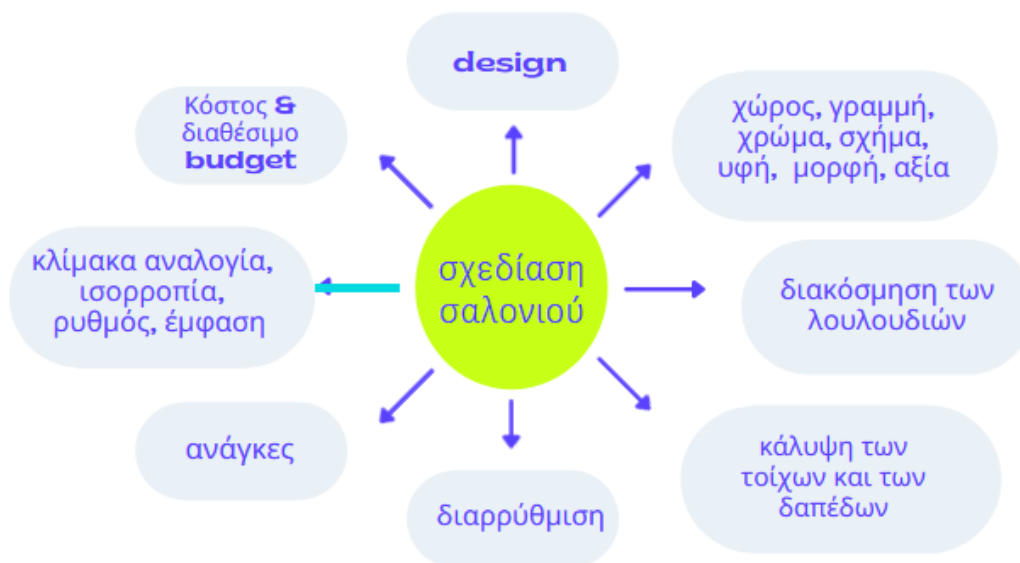 design
Κόστος &
διαθέσιμο
budget
χώρος, γραμμή,
χρώμα, σχήμα,
υφή, μορφή, αξία
κλίμακα αναλογία,
ισορροπία,
ρυθμός, έμφαση
σχεδίαση
σαλονιού
διακόσμηση των
λουλουδιών
ανάγκες
διαρρύθμιση
κάλυψη των
τοίχων και των
δαπέδων